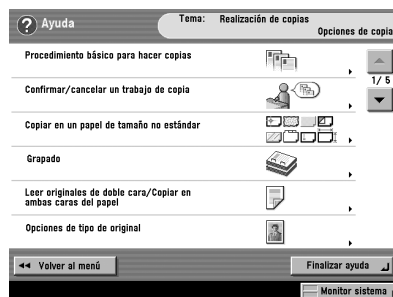 ? Ayuda
Tema: Realización de copias
Opciones de copia
Procedimiento básico para hacer copias
1/ 5
Confirmar/cancelar un trabajo de copia
Copiar en un papel de tamaño no estándar
Grapado
Leer originales de doble cara/Copiar en
ambas caras del papel
Opciones de tipo de original
Volver al menú
Finalizar ayuda
Monitor sistema